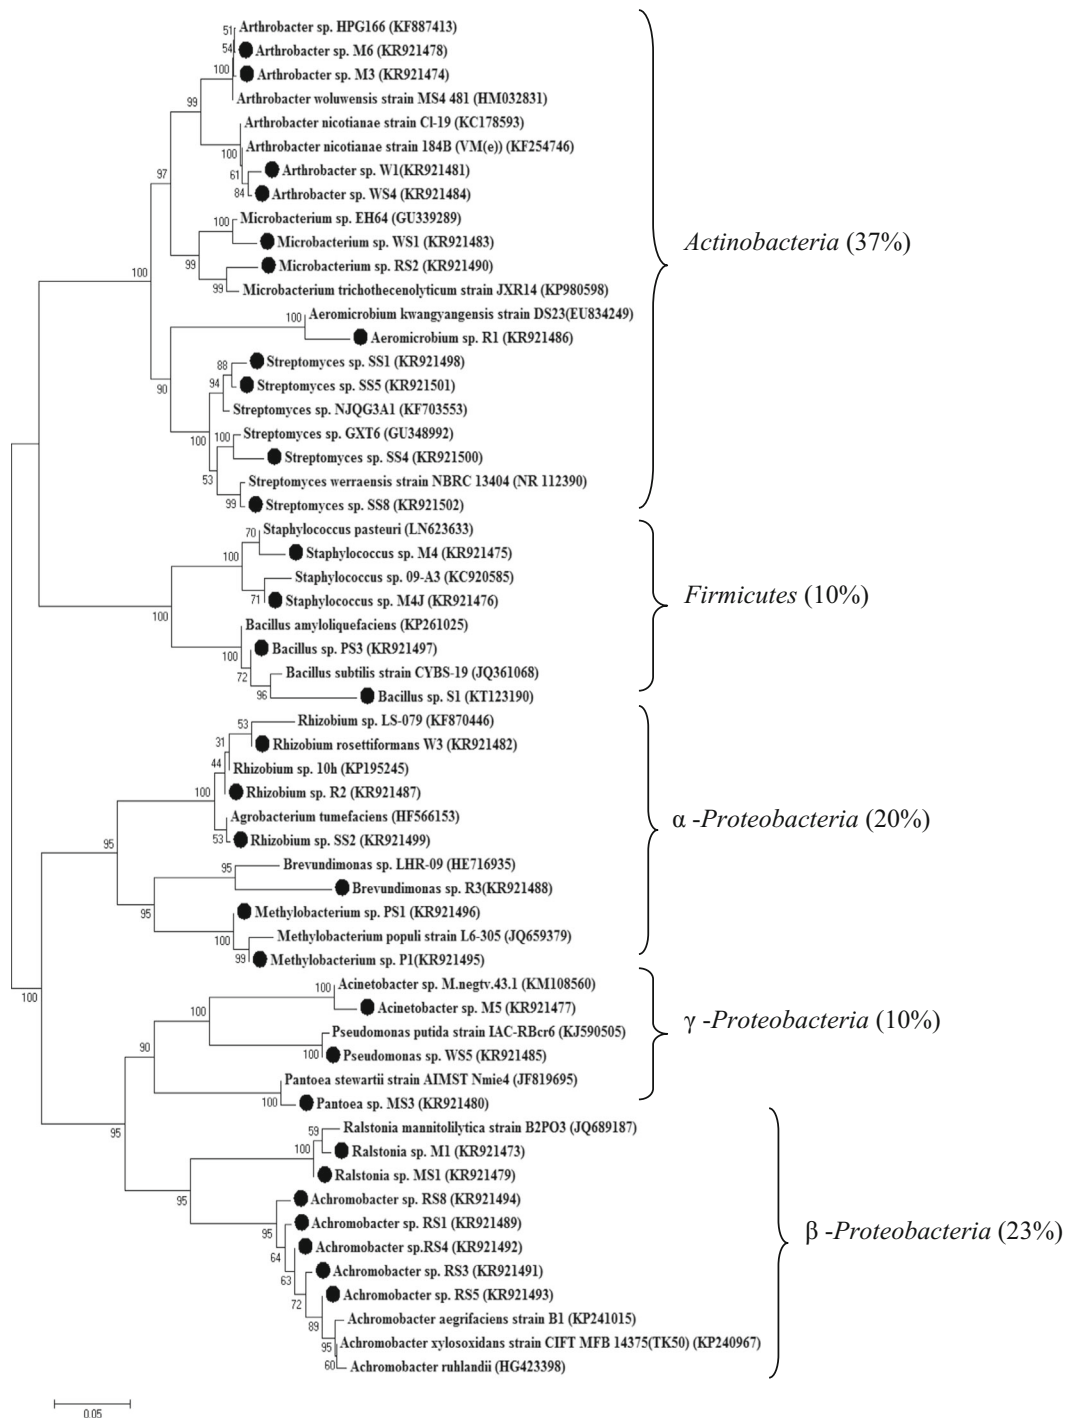 51
Arthrobacter sp. HPG166 (KF887413)
54
Arthrobacter sp. M6 (KR921478)
100
Arthrobacter sp. M3 (KR921474)
99
Arthrobacter woluwensis strain MS4 481 (HM032831)
Arthrobacter nicotianae strain Cl-19 (KC178593)
100
Arthrobacter nicotianae strain 184B (VM(e)) (KF254746)
97
61
Arthrobacter sp. W1(KR921481)
84
Arthrobacter sp. WS4 (KR921484)
100
Microbacterium sp. EH64 (GU339289)
Microbacterium sp. WS1 (KR921483)
Actinobacteria (37%)
99
Microbacterium sp. RS2 (KR921490)
100
99
Microbacterium trichothecenolyticum strain JXR14 (KP980598)
100
Aeromicrobium kwangyangensis strain DS23(EU834249)
Aeromicrobium sp. R1 (KR921486)
88
Streptomyces sp. SS1 (KR921498)
90
94
Streptomyces sp. SS5 (KR921501)
Streptomyces sp. NJQG3A1 (KF703553)
100
100
Streptomyces sp. GXT6 (GU348992)
Streptomyces sp. SS4 (KR921500)
53
Streptomyces werraensis strain NBRC 13404 (NR 112390)
99
Streptomyces sp. SS8 (KR921502)
70
Staphylococcus pasteuri (LN623633)
Staphylococcus sp. M4 (KR921475)
100
Staphylococcus sp. 09-A3 (KC920585)
71
Staphylococcus sp. M4J (KR921476)
Firmicutes (10%)
100
Bacillus amyloliquefaciens (KP261025)
100
Bacillus sp. PS3 (KR921497)
72
Bacillus subtilis strain CYBS-19 (JQ361068)
96
Bacillus sp. S1 (KT123190)
53
Rhizobium sp. LS-079 (KF870446)
31
Rhizobium rosettiformans W3 (KR921482)
44
Rhizobium sp. 10h (KP195245)
100
Rhizobium sp. R2 (KR921487)
Agrobacterium tumefaciens (HF566153)
α -Proteobacteria (20%)
53
Rhizobium sp. SS2 (KR921499)
95
95
Brevundimonas sp. LHR-09 (HE716935)
Brevundimonas sp. R3(KR921488)
95
Methylobacterium sp. PS1 (KR921496)
100
Methylobacterium populi strain L6-305 (JQ659379)
99
Methylobacterium sp. P1(KR921495)
100
100
Acinetobacter sp. M.negtv.43.1 (KM108560)
100
Acinetobacter sp. M5 (KR921477)
γ -Proteobacteria (10%)
Pseudomonas putida strain IAC-RBcr6 (KJ590505)
90
100
Pseudomonas sp. WS5 (KR921485)
Pantoea stewartii strain AIMST Nmie4 (JF819695)
100
Pantoea sp. MS3 (KR921480)
95
59
Ralstonia mannitolilytica strain B2PO3 (JQ689187)
100
Ralstonia sp. M1 (KR921473)
Ralstonia sp. MS1 (KR921479)
95
Achromobacter sp. RS8 (KR921494)
95
Achromobacter sp. RS1 (KR921489)
β -Proteobacteria (23%)
64
Achromobacter sp.RS4 (KR921492)
63
Achromobacter sp. RS3 (KR921491)
72
Achromobacter sp. RS5 (KR921493)
89
Achromobacter aegrifaciens strain B1 (KP241015)
95
Achromobacter xylosoxidans strain CIFT MFB 14375(TK50) (KP240967)
60
Achromobacter ruhlandii (HG423398)
0.05